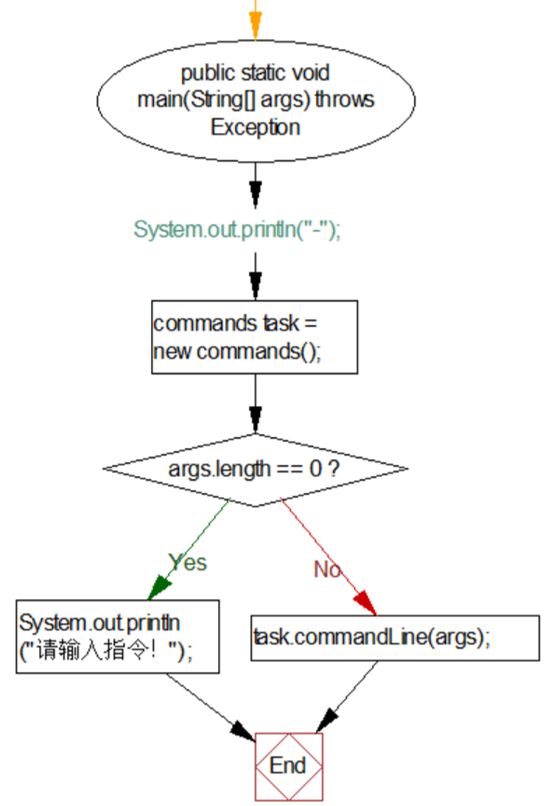 public static void
main(String[] args) throws
Exception
System.out.println("-");
commands task =
new commands();
args.length == 0 ?
Yes
No
System.out.println
("请输入指令！");
task.commandLine(args);
End